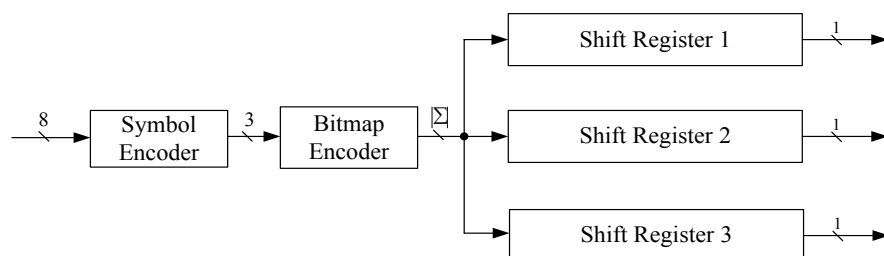 Shift Register 1
1
8
Symbol
Encoder
3
Bitmap
Encoder
|Σ|
Shift Register 2
1
Shift Register 3
1